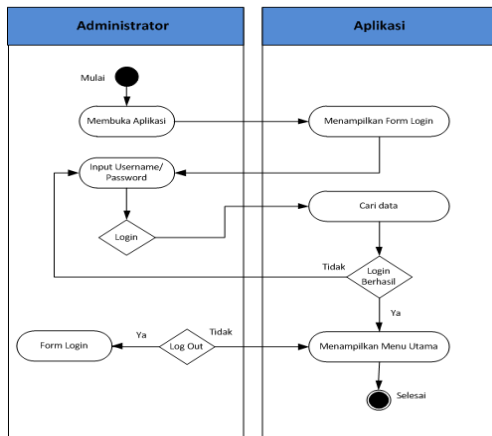 Administrator
Aplikasi
Mulai
Membuka Aplikasi
Menampilkan Form Login
Input Username/
Password
Cari data
Login
Tidak
Login
Berhasil
Ya
Form Login
Ya
Log Out
Tidak
Menampilkan Menu Utama
Selesai